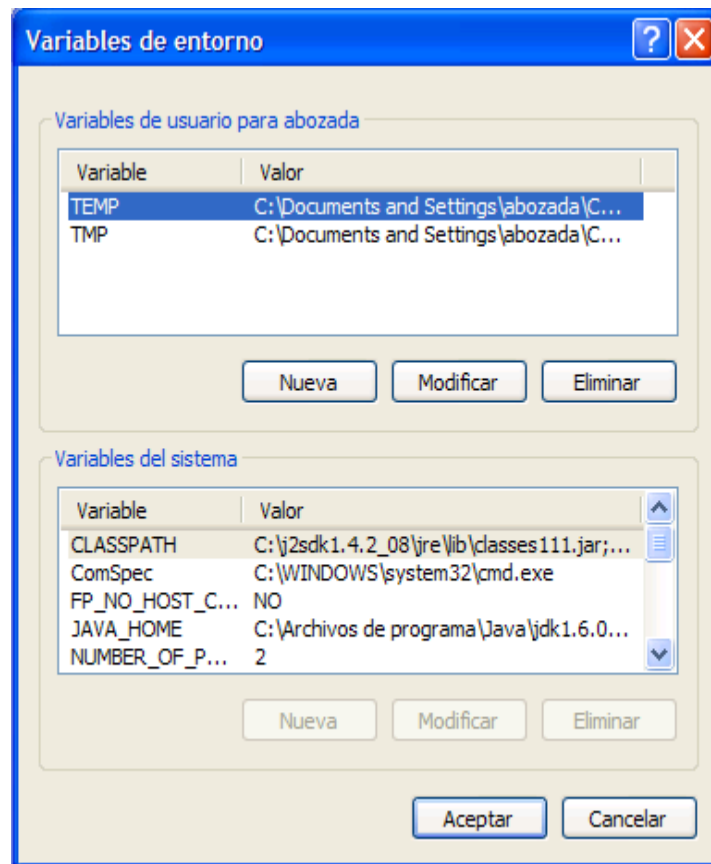 Variables de entorno
Variables de usuario para abozada
Variable Valor
TEMP C:\Documents and Settings\abozada\C...
TMP C:\Documents and Settings\abozada\C...
Nueva Modificar Eliminar
Variables del sistema
Variable Valor
CLASSPATH C:\j2sdk1.4.2_08\jre\lib\classes111.jar;...
ComSpec C:\WINDOWS\system32\cmd.exe
FP_NO_HOST_C... NO
JAVA_HOME C:\Archivos de programa\Java\jdk1.6.0...
NUMBER_OF_P... 2
Nueva Modificar Eliminar
Aceptar Cancelar